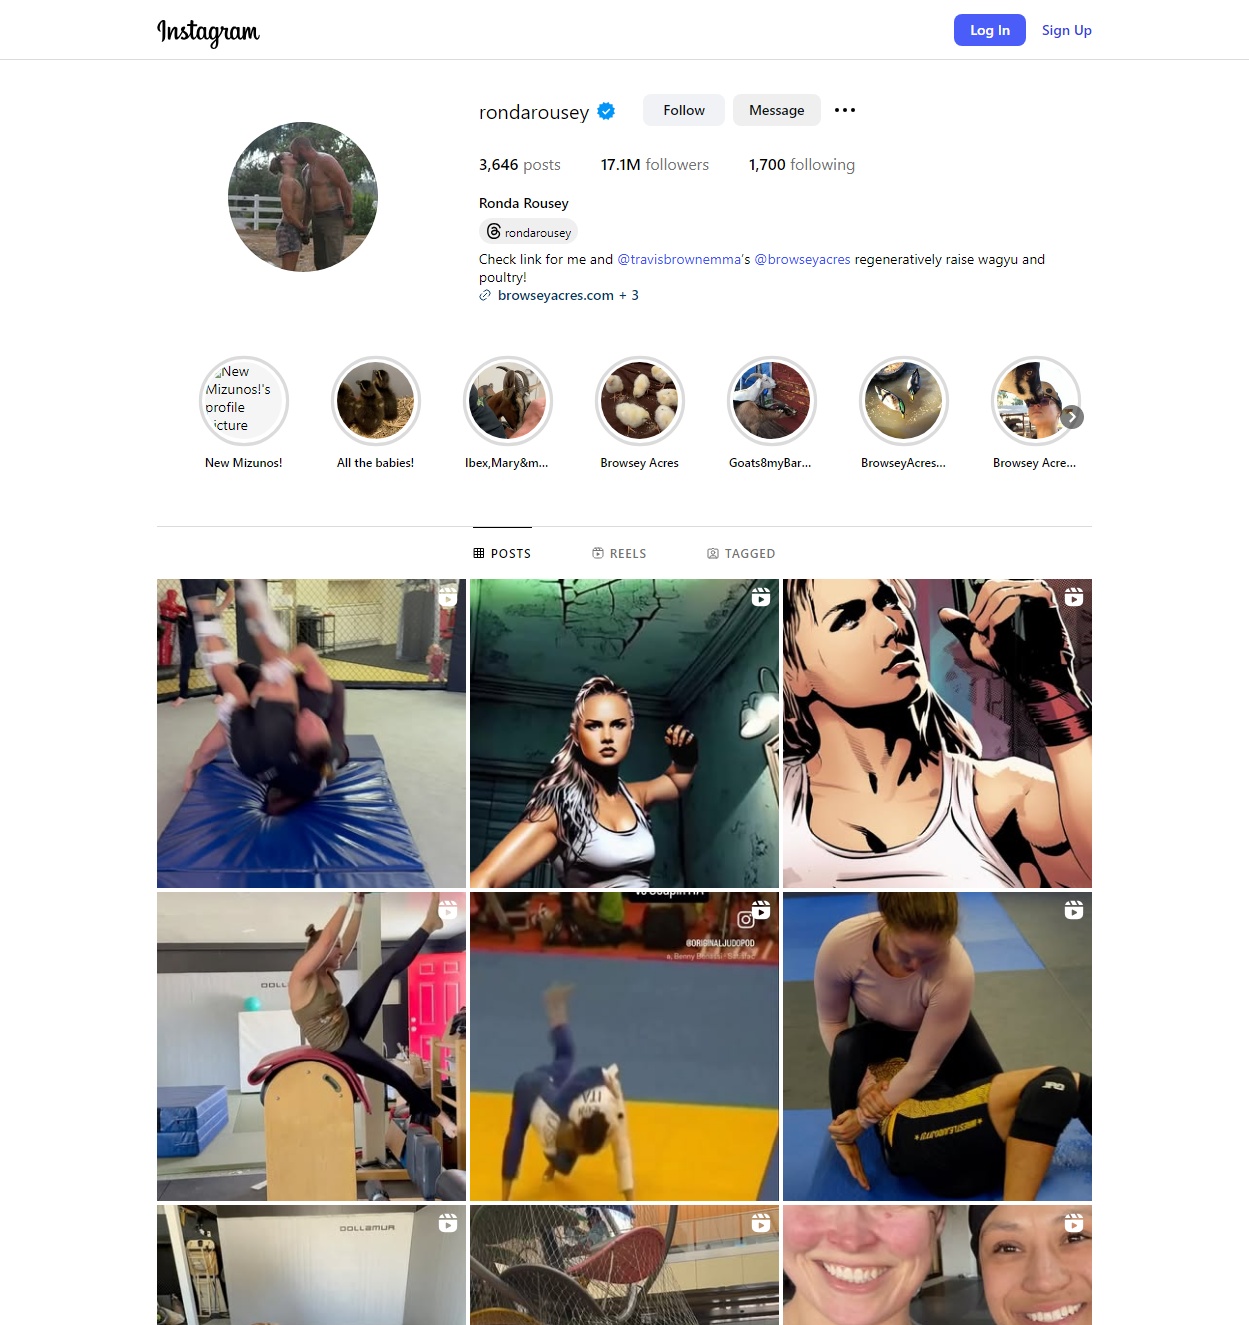 Instagram
Log In
Sign Up
rondarousey
Follow
Message
3,646 posts
17.1M followers
1,700 following
Ronda Rousey
rondarousey
Check link for me and @travisbrownemma's @browseyacres regeneratively raise wagyu and
poultry!
browseyacres.com + 3
New
Mizunos!'s
profile
icture
New Mizunos!
All the babies!
Ibex,Mary&m...
Browsey Acres
Goats8myBar...
BrowseyAcres...
Browsey Acre...
POSTS
REELS
TAGGED
DOLL
@ORIGINALJUDOPOD
ITA
DOLLAMUR